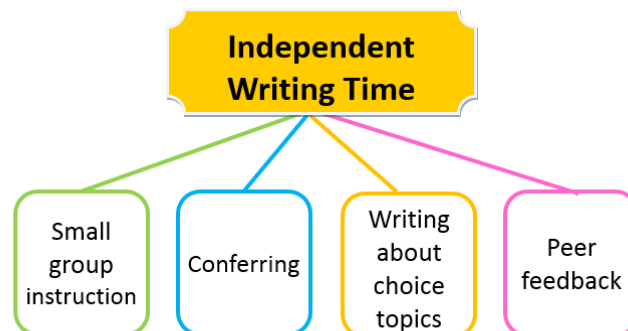 Independent
Writing Time
Small
group
instruction
Conferring
Writing
about
choice
topics
Peer
feedback